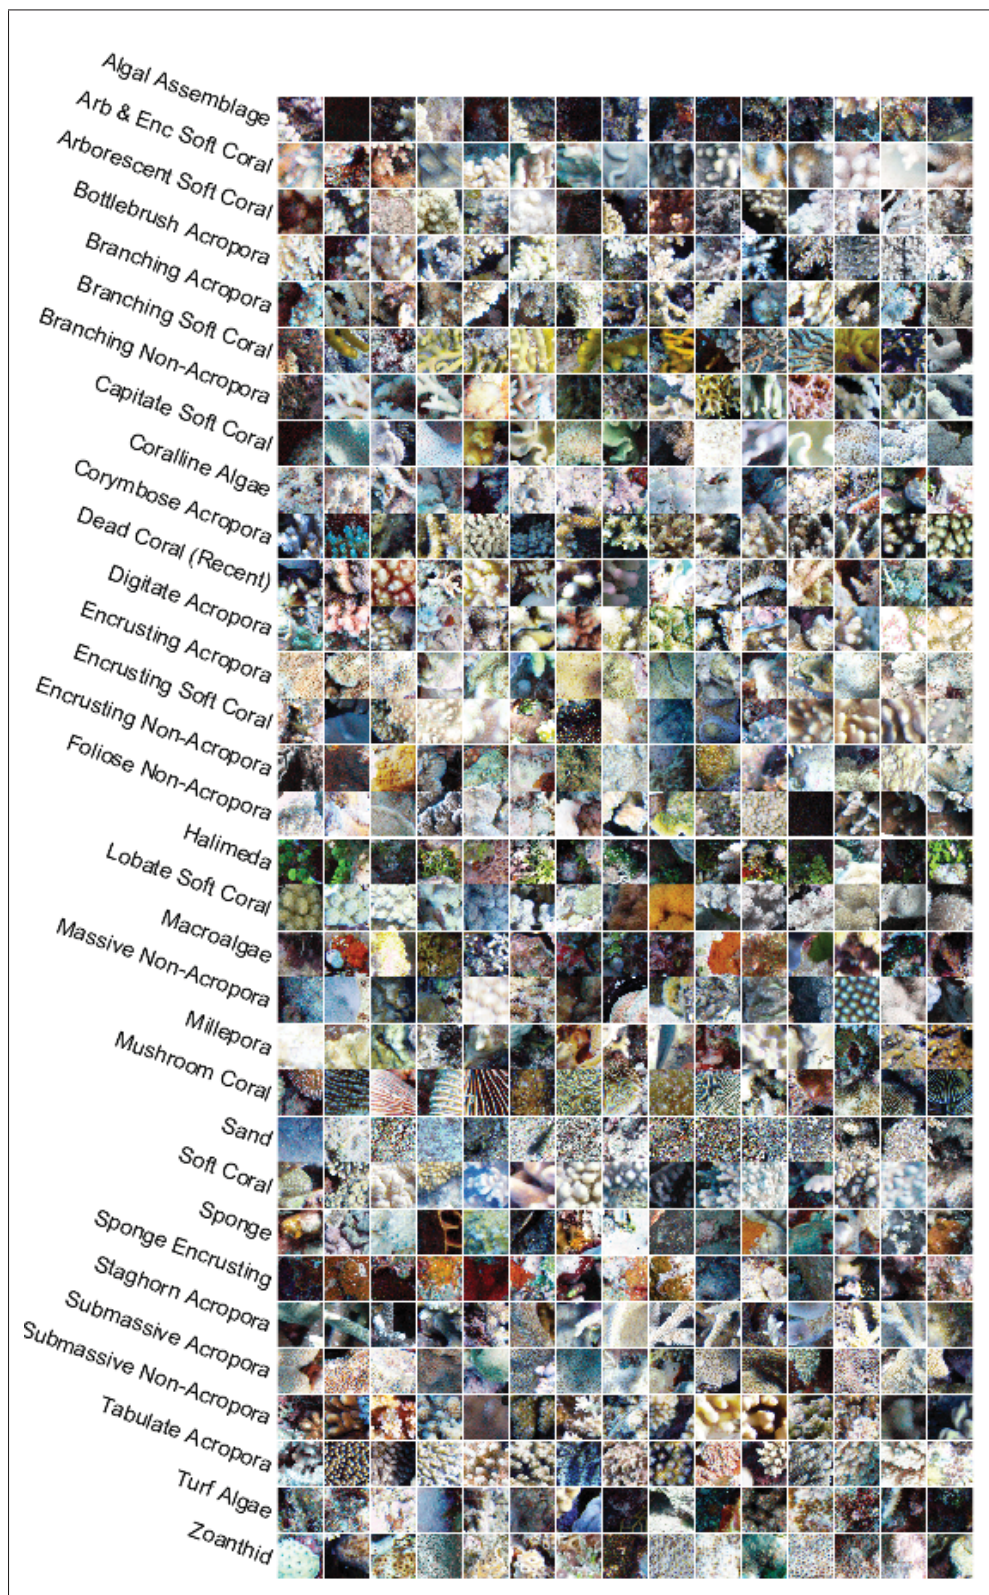 Algal Assemblage
Arb & Enc Soft Coral
Arborescent Soft Coral
Bottlebrush Acropora
Branching Acropora
Branching Soft Coral
Branching Non-Acropora
Capitate Soft Coral
Coralline Algae
Corymbose Acropora
Dead Coral (Recent)
Digitate Acropora
Encrusting Acropora
Encrusting Soft Coral
Encrusting Non-Acropora
Foliose Non-Acropora
Halimeda
Lobate Soft Coral
Macroalgae
Massive Non-Acropora
Millepora
Mushroom Coral
Sand
Soft Coral
Sponge
Sponge Encrusting
Staghorn Acropora
Submassive Acropora
Submassive Non-Acropora
Tabulate Acropora
Turf Algae
Zoanthid